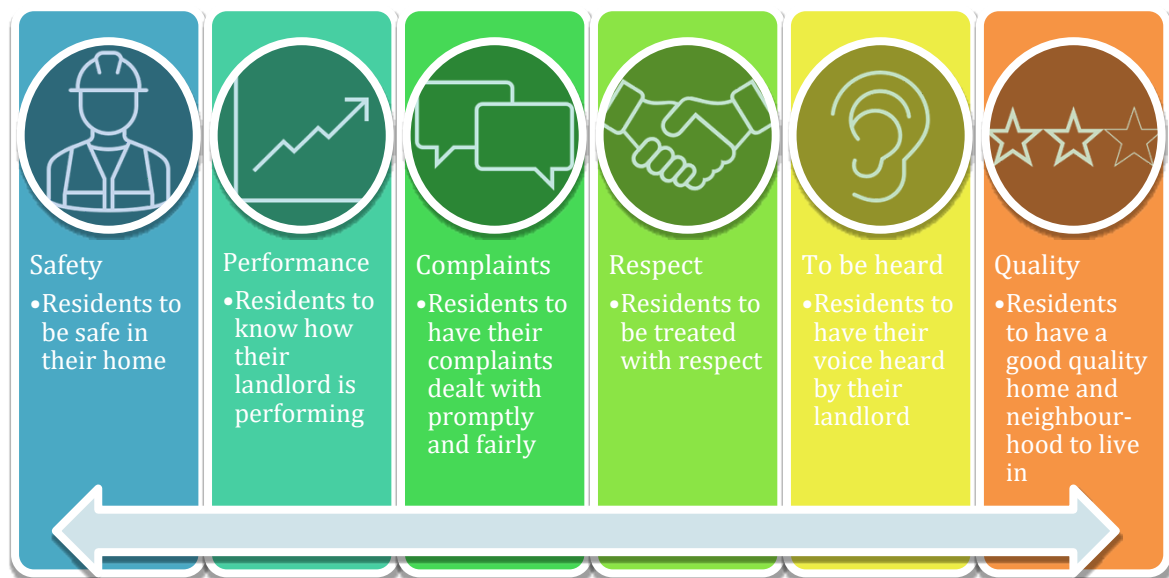 Safety
•Residents to
be safe in
their home
Performance
•Residents to
know how
their
landlord is
performing
Complaints
•Residents to
have their
complaints
dealt with
promptly
and fairly
Respect
•Residents to
be treated
with respect
To be heard
•Residents to
have their
voice heard
by their
landlord
Quality
•Residents
to have a
good quality
home and
neighbour-
hood to live
in